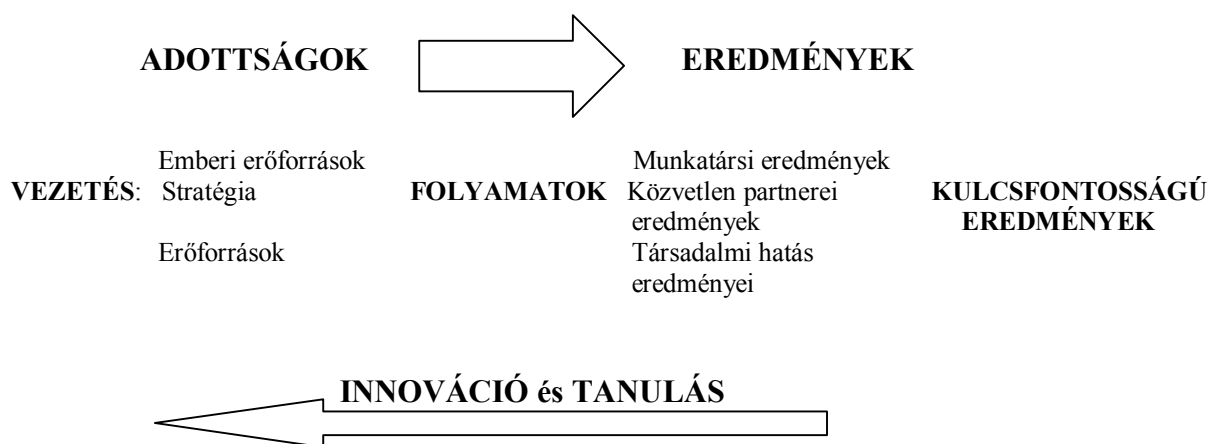 ADOTTSÁGOK EREDMÉNYEK
Emberi erőforrások Munkatársi eredmények
VEZETÉS: Stratégia FOLYAMATOK Közvetlen partnerei KULCSFONTOSSÁGÚ
eredmények EREDMÉNYEK
Erőforrások Társadalmi hatás
eredményei
INNOVÁCIÓ és TANULÁS